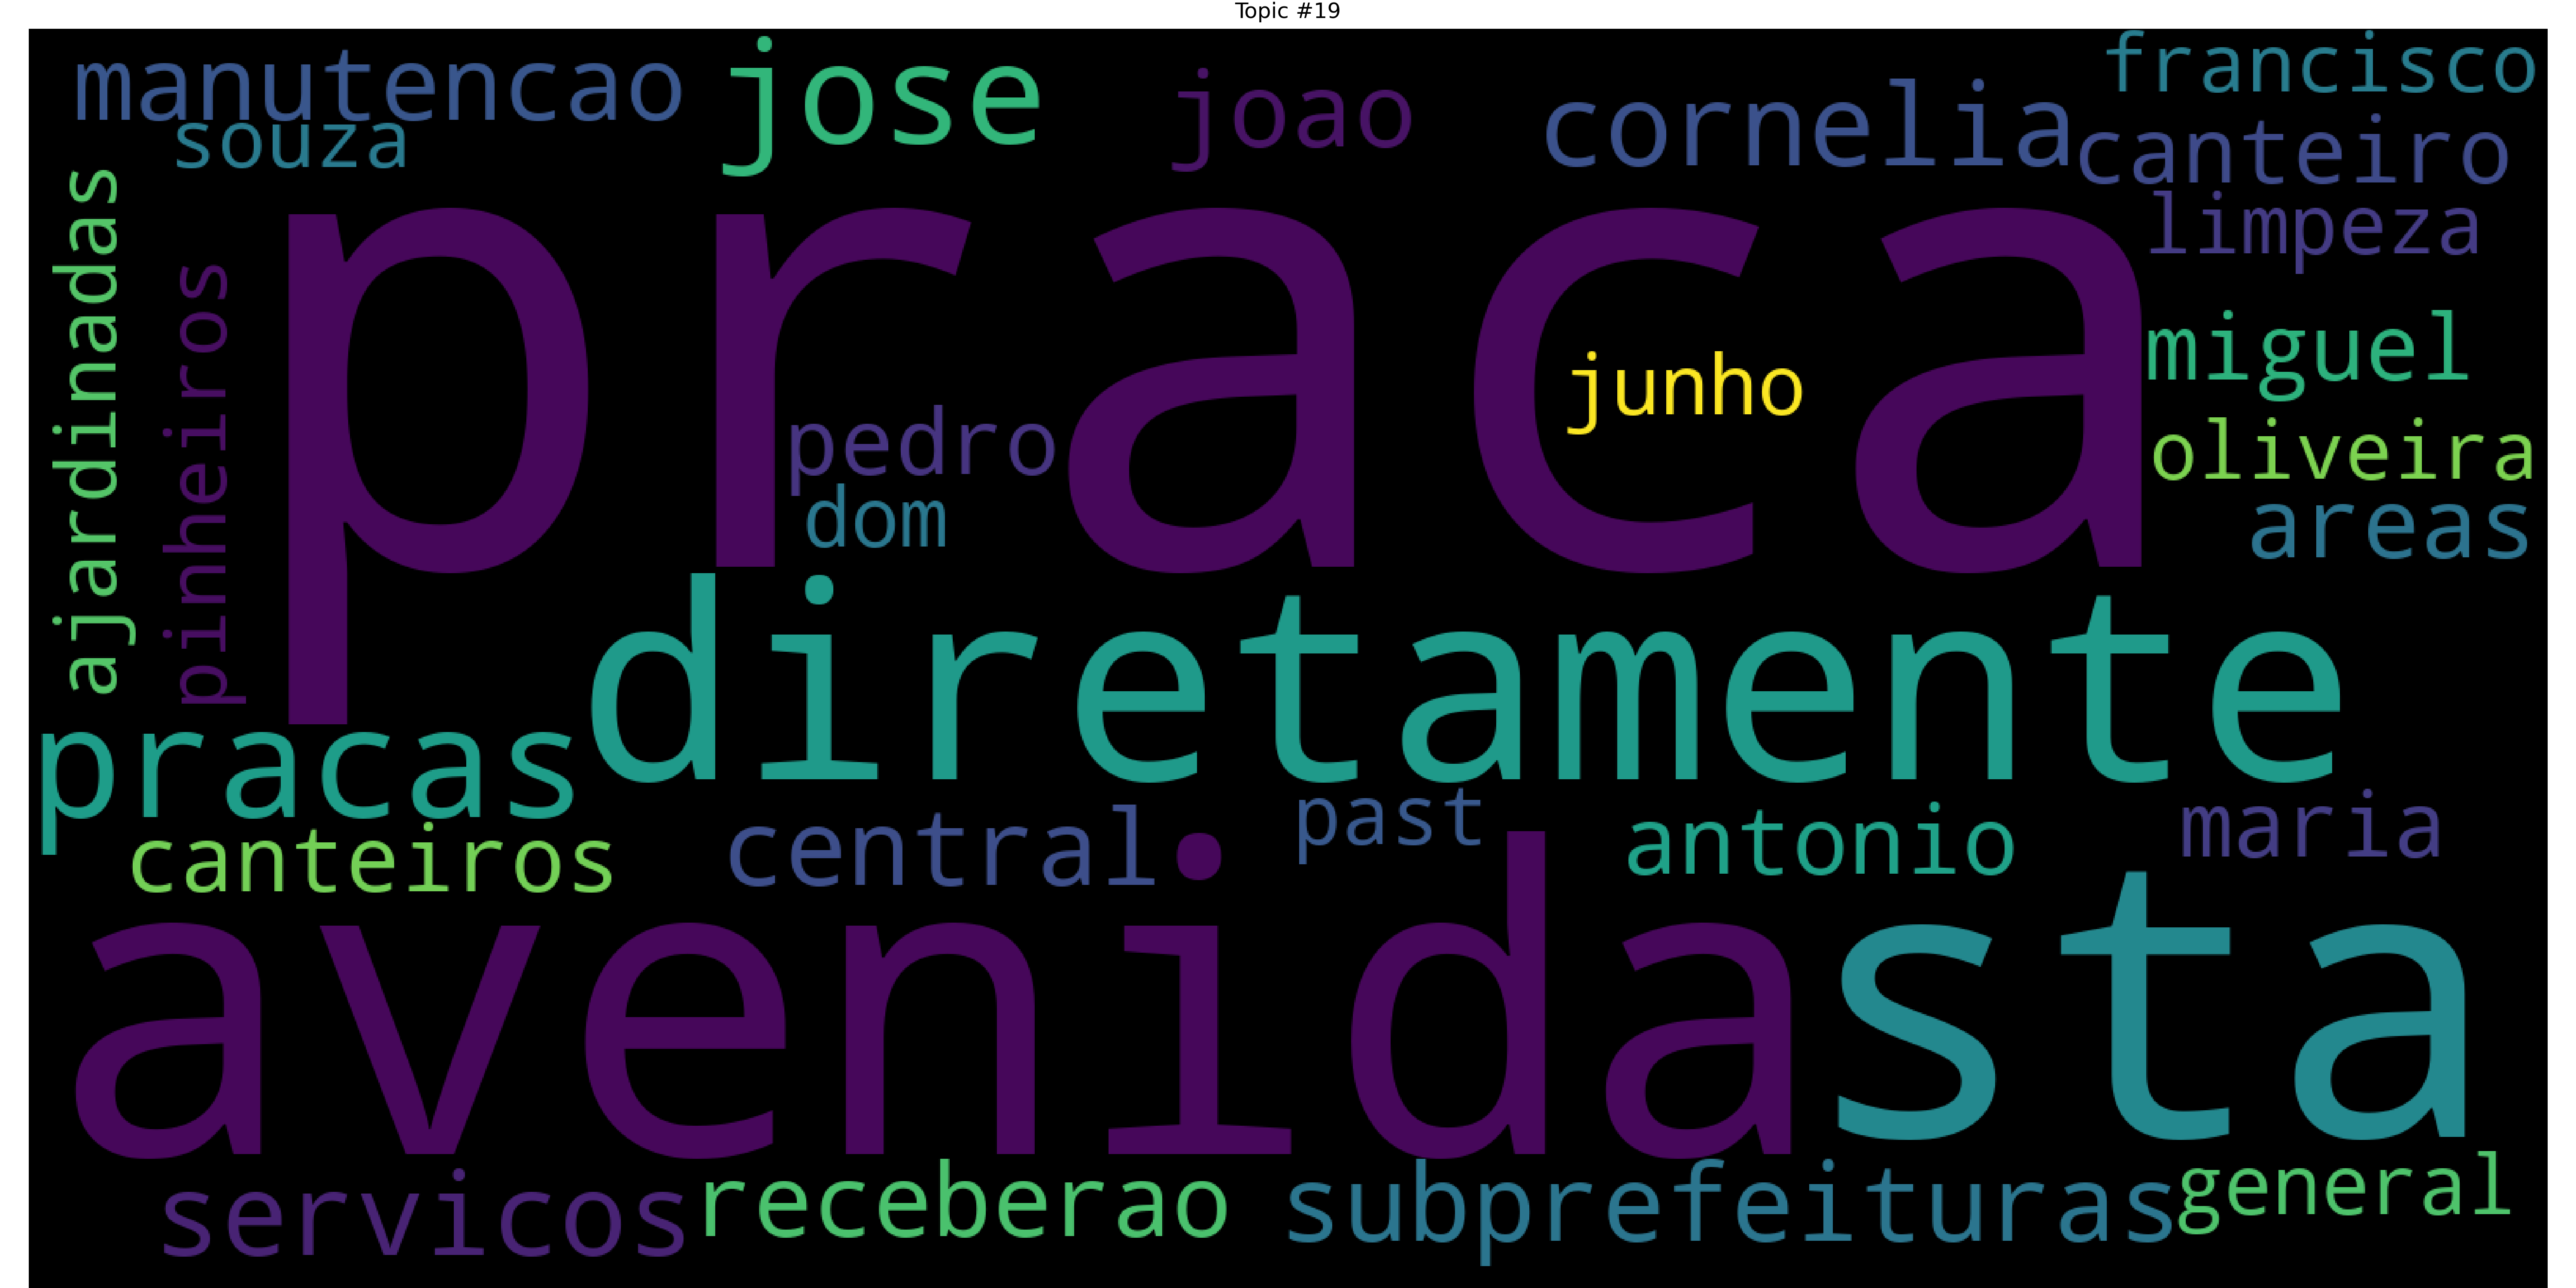 Topic #19
manutencao
jose
joao
cornelia
francisco
souza
canteiro
limpeza
ajardinadas
pinheiros
praca
junho
miguel
pedro
oliveira
dom
areas
diretamente
pracas
canteiros
central
past
antonio
maria
avenida
sta
servicos
receberao
subprefeituras
general